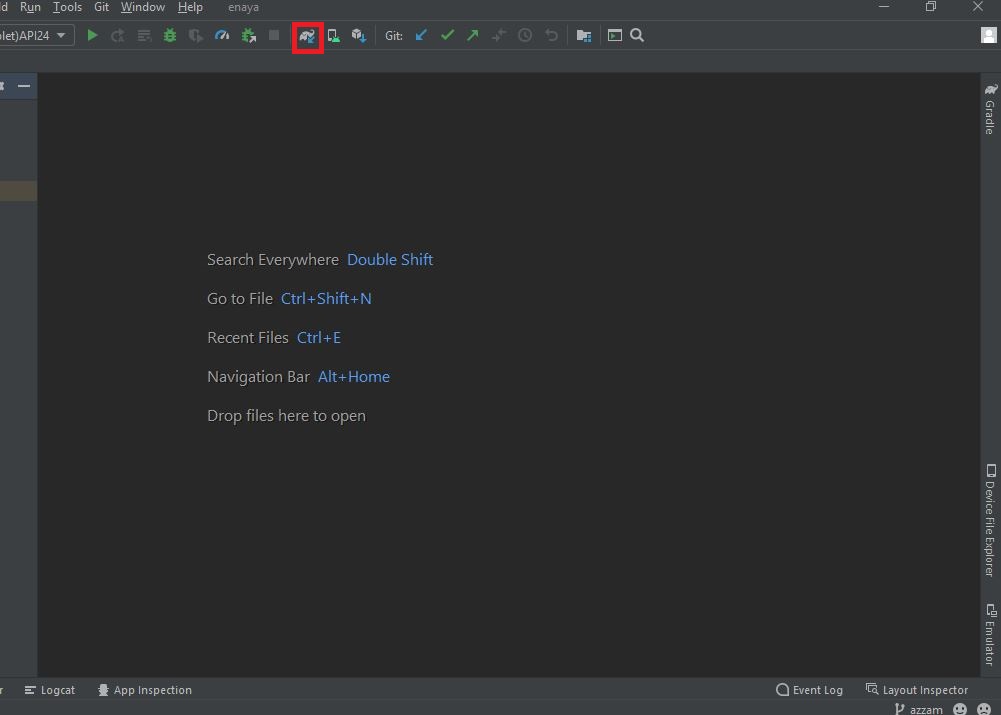 ld Run Tools Git Window Help enaya
blet)API24 Git:
Gradle
Search Everywhere Double Shift
Go to File Ctrl+Shift+N
Recent Files Ctrl+E
Navigation Bar Alt+Home
Drop files here to open
Device File Explorer
Emulator
r Logcat App Inspection Event Log Layout Inspector
azzam